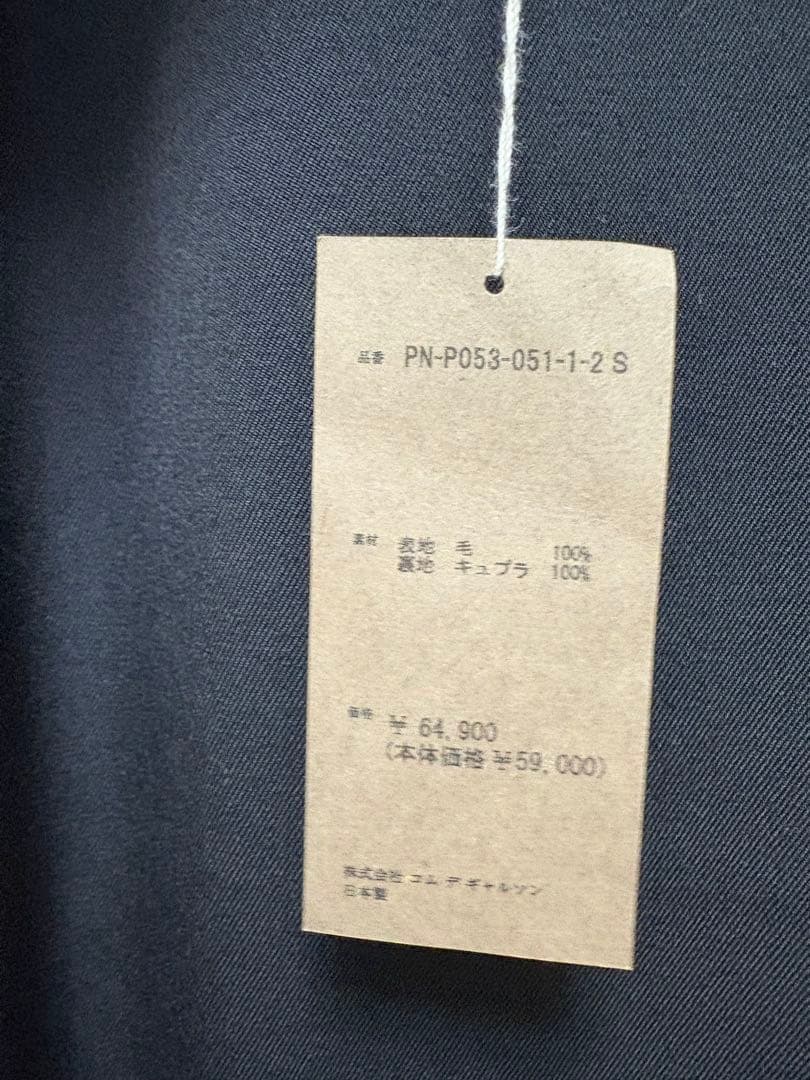 品番 PN-P053-051-1-2 S
素材 表地 毛 100%
裏地 キュプラ 100%
価格 ¥ 64,900
(本体価格 ¥59,000)
株式会社 コム デ ギャルソン
日本製